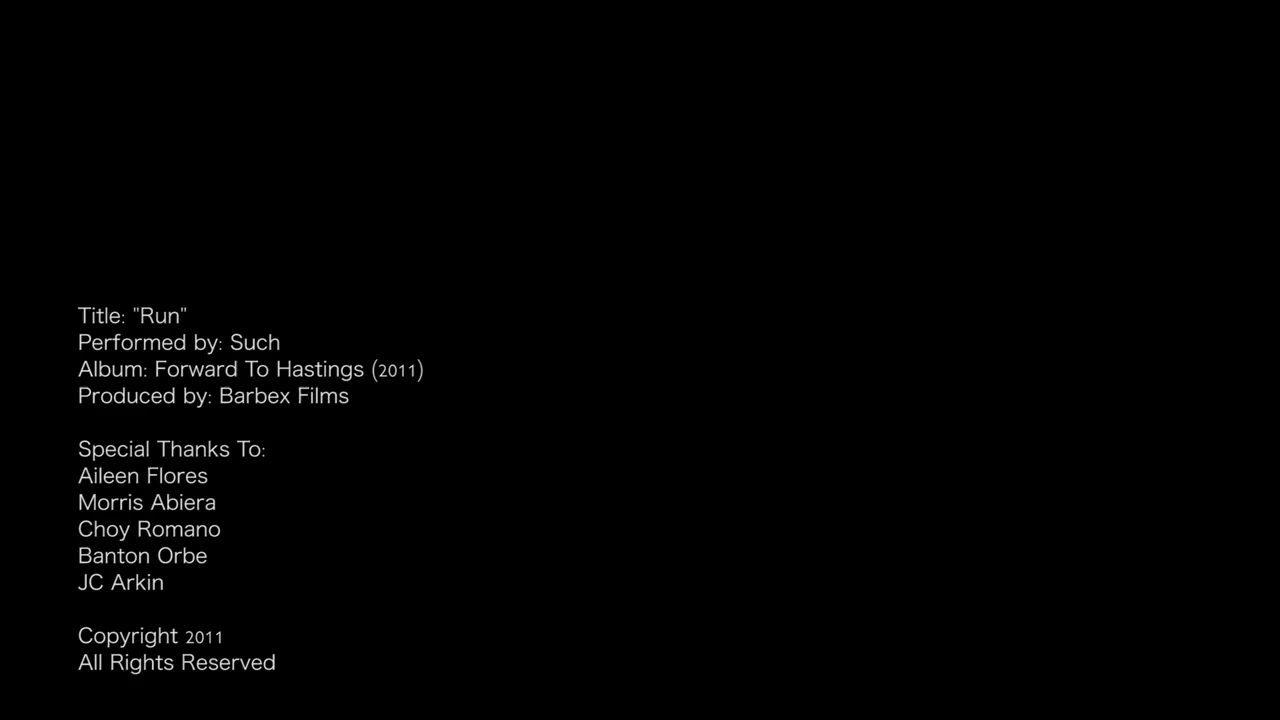 Title: "Run"
Performed by: Such
Album: Forward To Hastings (2011)
Produced by: Barbex Films
Special Thanks To:
Aileen Flores
Morris Abiera
Choy Romano
Banton Orbe
JC Arkin
Copyright 2011
All Rights Reserved